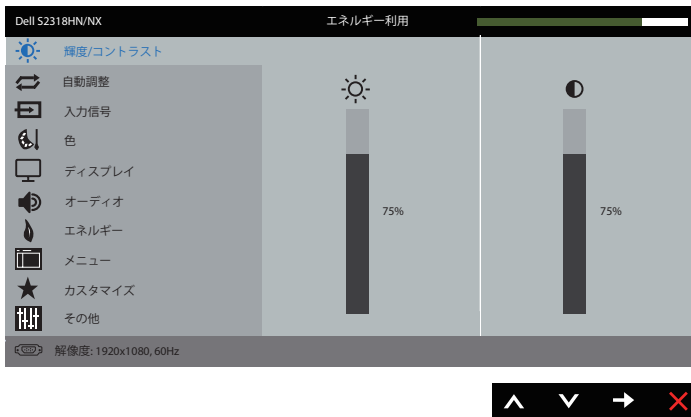 Dell S2318HN/NX
エネルギー利用
輝度/コントラスト
自動調整
入力信号
色
ディスプレイ
オーディオ
エネルギー
メニュー
カスタマイズ
その他
75%
75%
解像度: 1920x1080, 60Hz